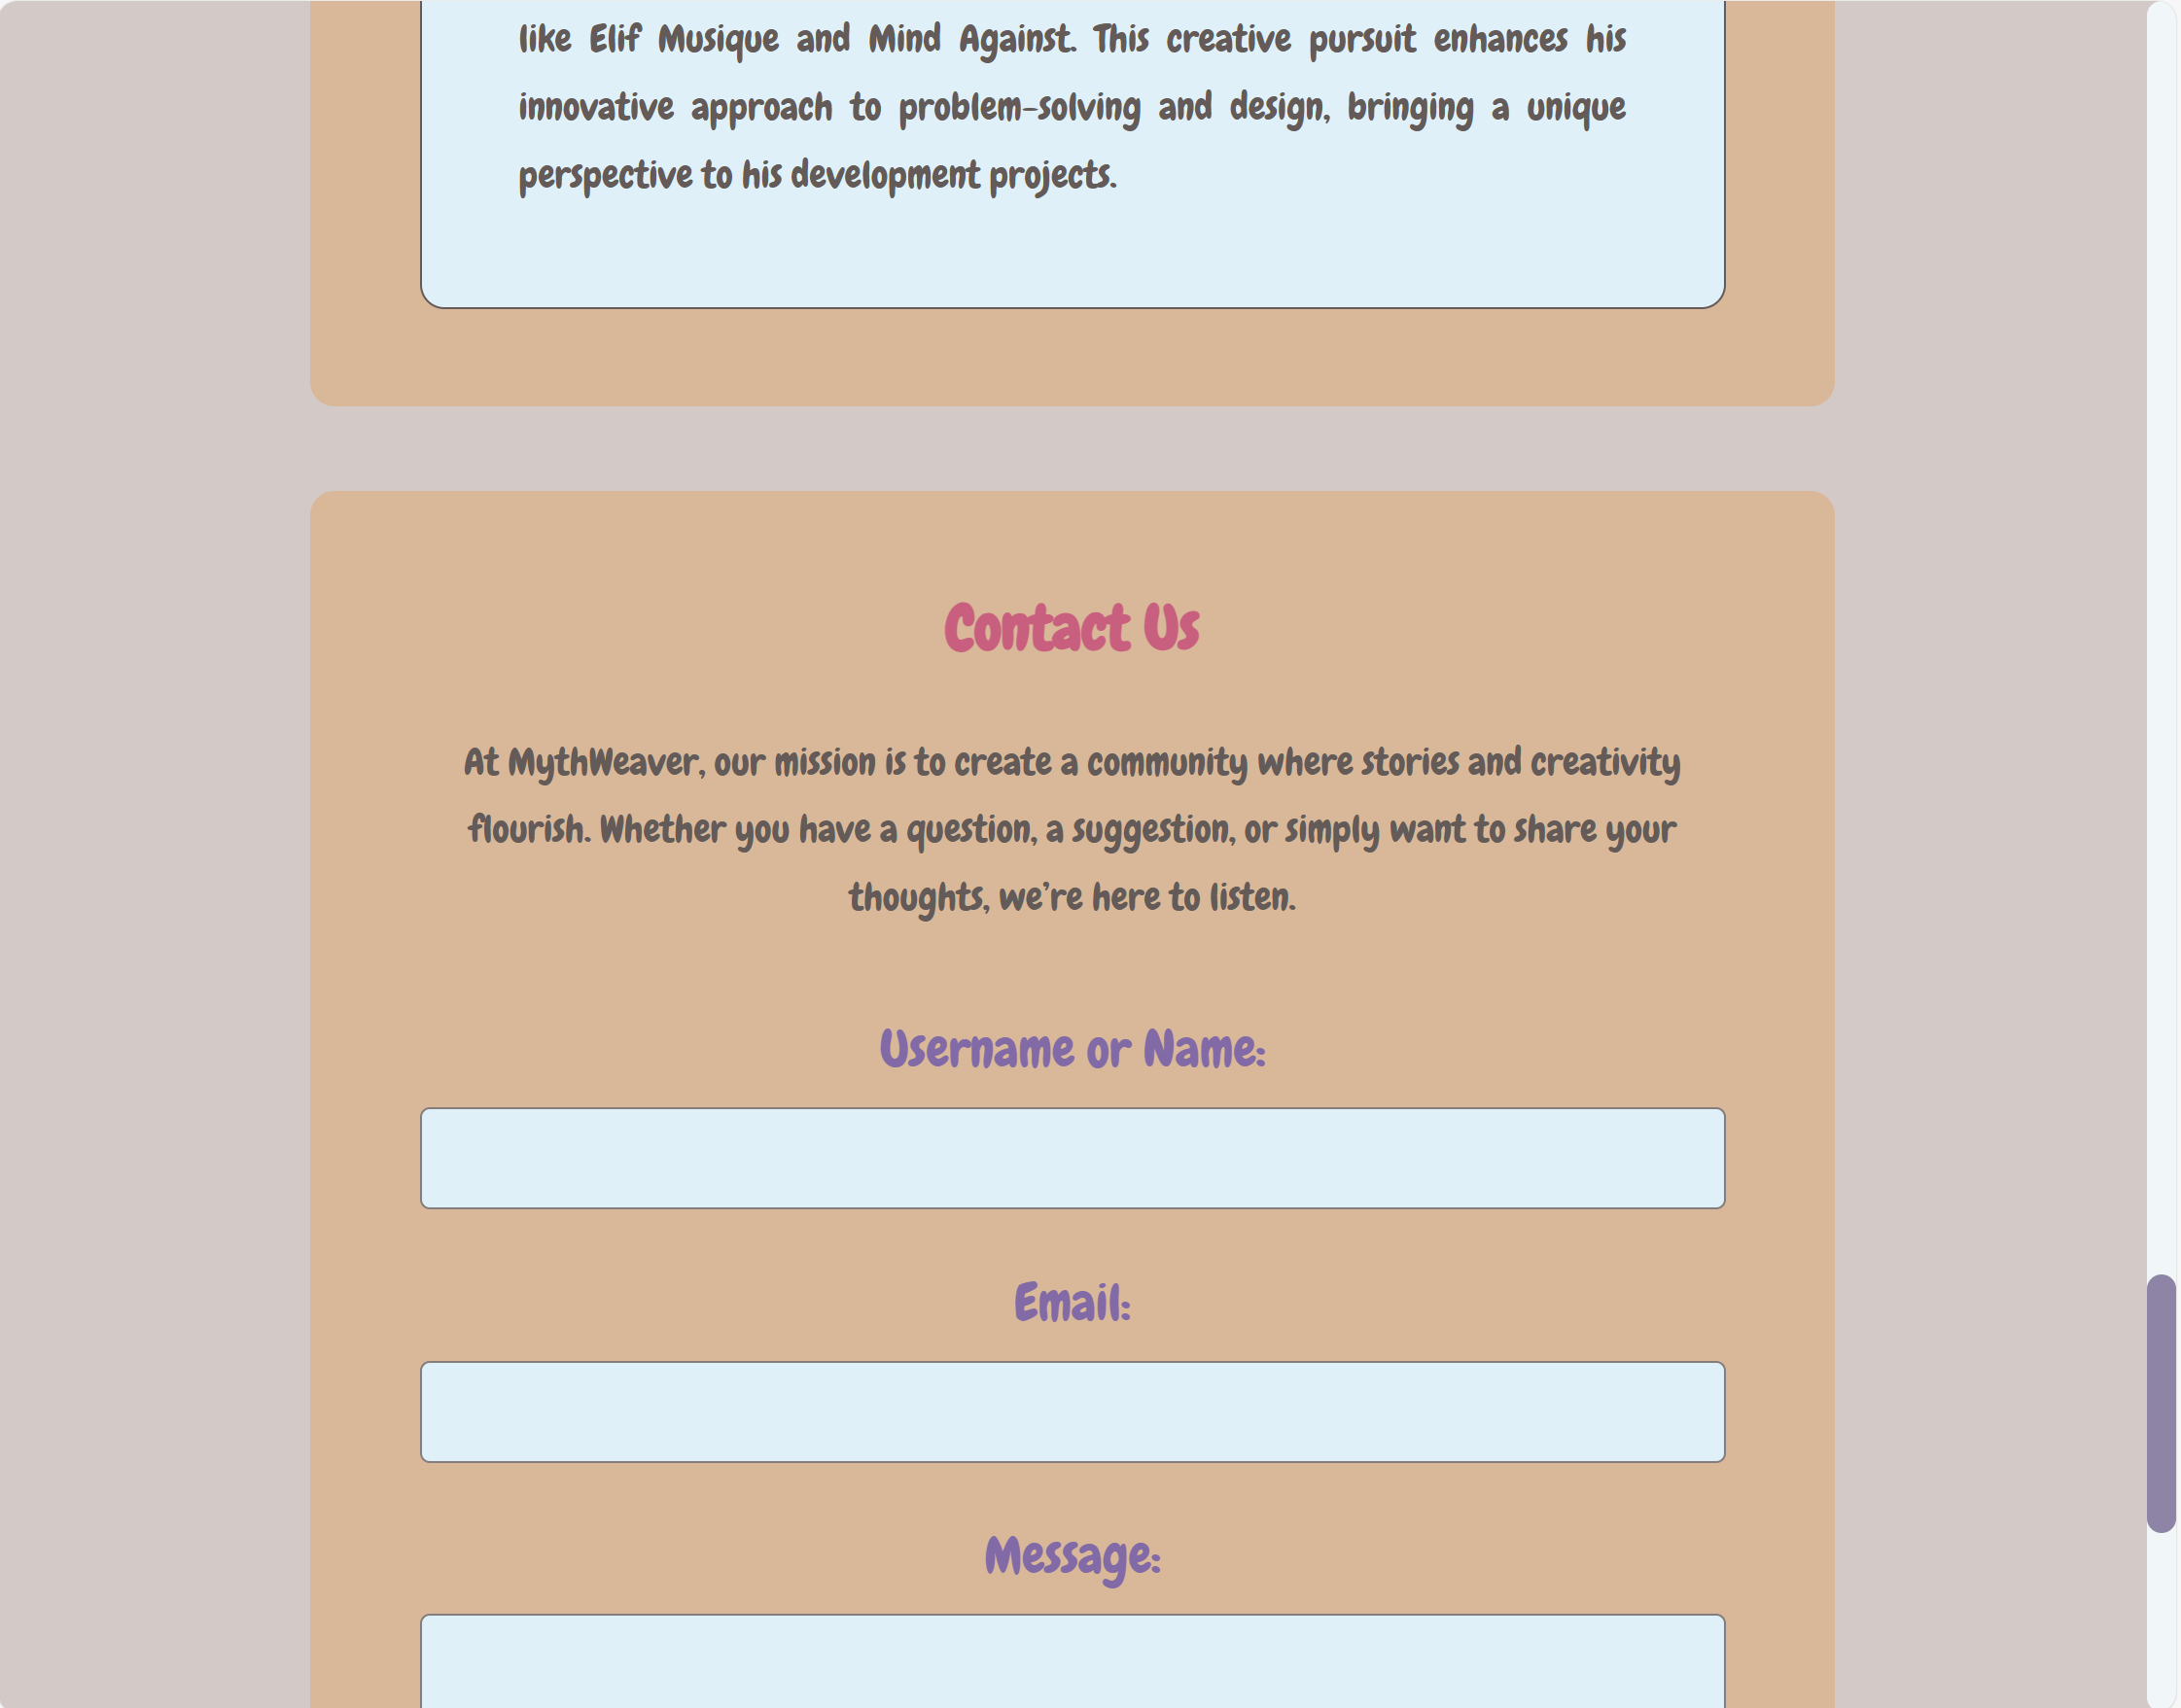 like Elif Musique and Mind Against. This creative pursuit enhances his
innovative approach to problem-solving and design, bringing a unique
perspective to his development projects.
Contact Us
At MythWeaver, our mission is to create a community where stories and creativity
flourish. Whether you have a question, a suggestion, or simply want to share your
thoughts, we're here to listen.
Username or Name:
Email:
Message: